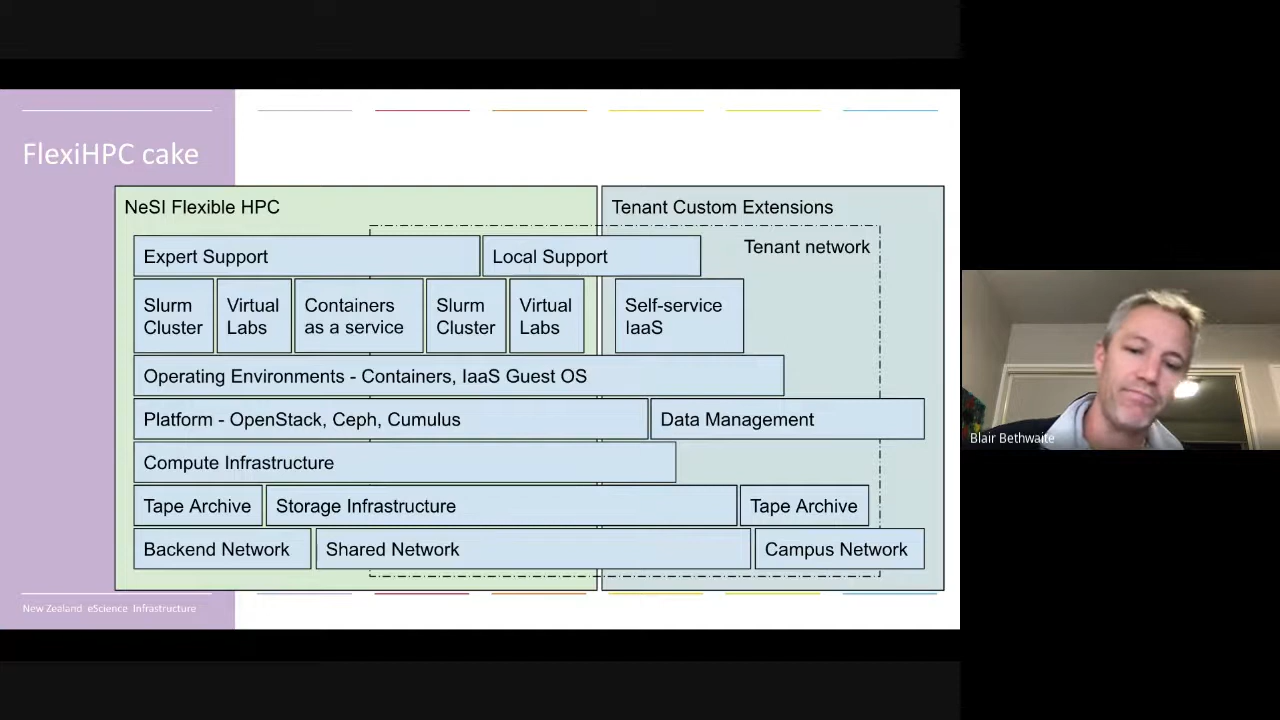 FlexiHPC cake
NeSI Flexible HPC
Tenant Custom Extensions
Tenant network
Expert Support
Local Support
Slurm
Cluster
Virtual
Labs
Containers
as a service
Slurm
Cluster
Virtual
Labs
Self-service
IaaS
Operating Environments - Containers, IaaS Guest OS
Platform - OpenStack, Ceph, Cumulus
Data Management
Compute Infrastructure
Tape Archive
Storage Infrastructure
Tape Archive
Backend Network
Shared Network
Campus Network
New Zealand eScience Infrastructure
Blair Bethwaite